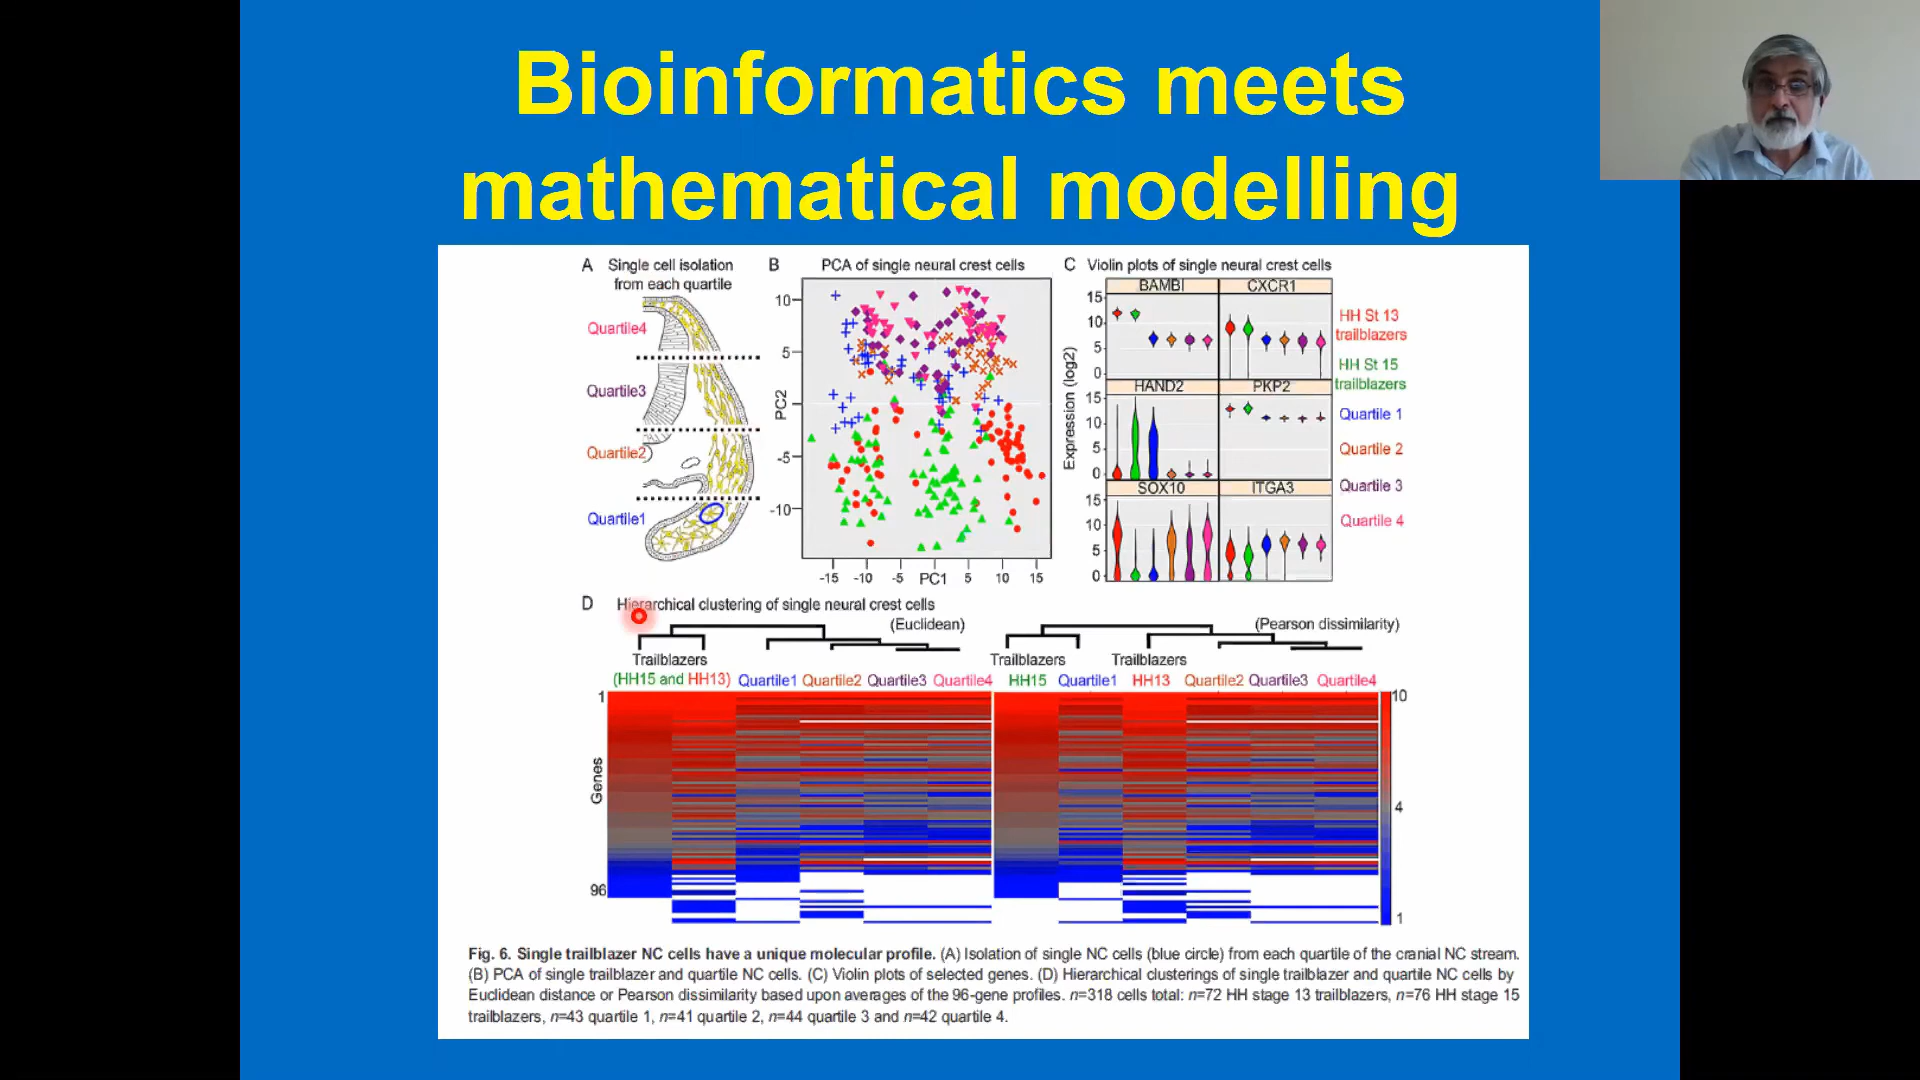 Bioinformatics meets
mathematical modelling
A Single cell isolation
from each quartile
Quartile4
Quartile3
Quartile2
Quartile1
B PCA of single neural crest cells
10
5
0
-5
-10
PC2
-15 -10 -5 PC1 5 10 15
C Violin plots of single neural crest cells
BAMBI CXCR1
15
10
5
0
HAND2 PKP2
15
10
5
0
SOX10 ITGA3
15
10
5
0
Expression (log2)
HH St 13
trailblazers
HH St 15
trailblazers
Quartile 1
Quartile 2
Quartile 3
Quartile 4
D Hierarchical clustering of single neural crest cells
(Euclidean) (Pearson dissimilarity)
Trailblazers Trailblazers Trailblazers
(HH15 and HH13) Quartile1 Quartile2 Quartile3 Quartile4 HH15 Quartile1 HH13 Quartile2 Quartile3 Quartile4
1
Genes
96
10
4
1
Fig. 6. Single trailblazer NC cells have a unique molecular profile. (A) Isolation of single NC cells (blue circle) from each quartile of the cranial NC stream.
(B) PCA of single trailblazer and quartile NC cells. (C) Violin plots of selected genes. (D) Hierarchical clusterings of single trailblazer and quartile NC cells by
Euclidean distance or Pearson dissimilarity based upon averages of the 96-gene profiles. n=318 cells total: n=72 HH stage 13 trailblazers, n=76 HH stage 15
trailblazers, n=43 quartile 1, n=41 quartile 2, n=44 quartile 3 and n=42 quartile 4.